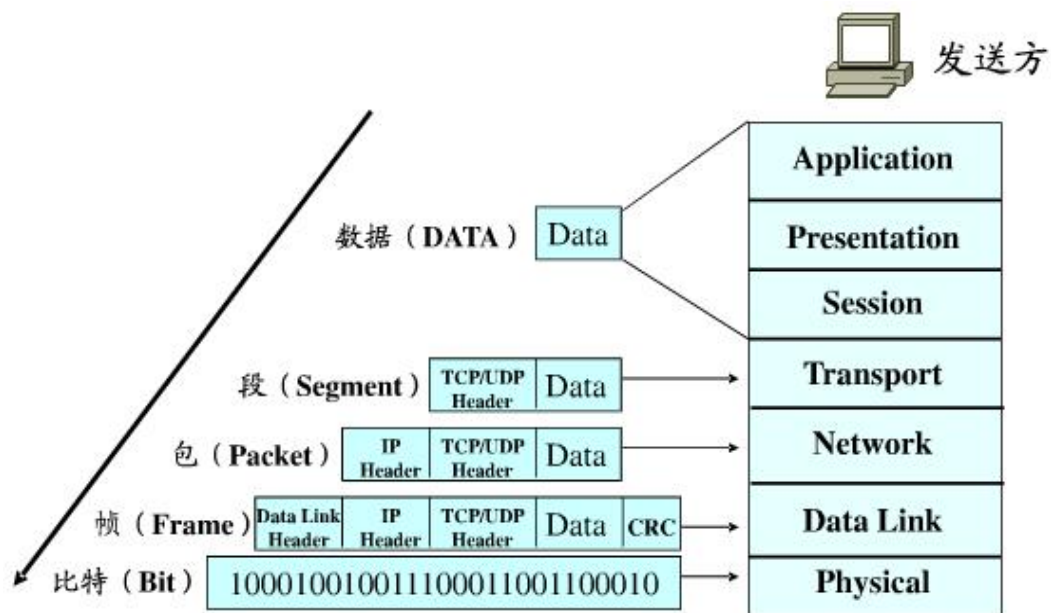 发送方
Application
数据（DATA） Data
Presentation
Session
段（Segment） TCP/UDP Header Data
Transport
包（Packet） IP Header TCP/UDP Header Data
Network
帧（Frame） Data Link Header IP Header TCP/UDP Header Data CRC
Data Link
比特（Bit） 100010010011100011001100010
Physical